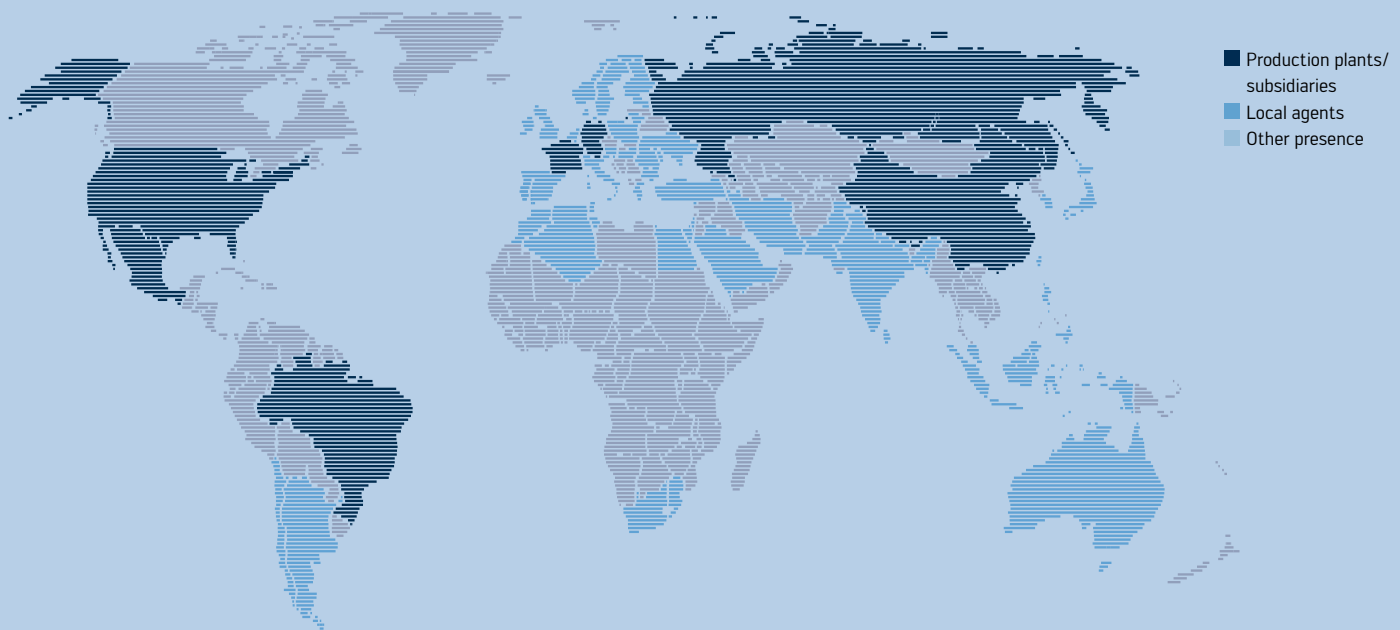 Production plants/
subsidiaries
Local agents
Other presence